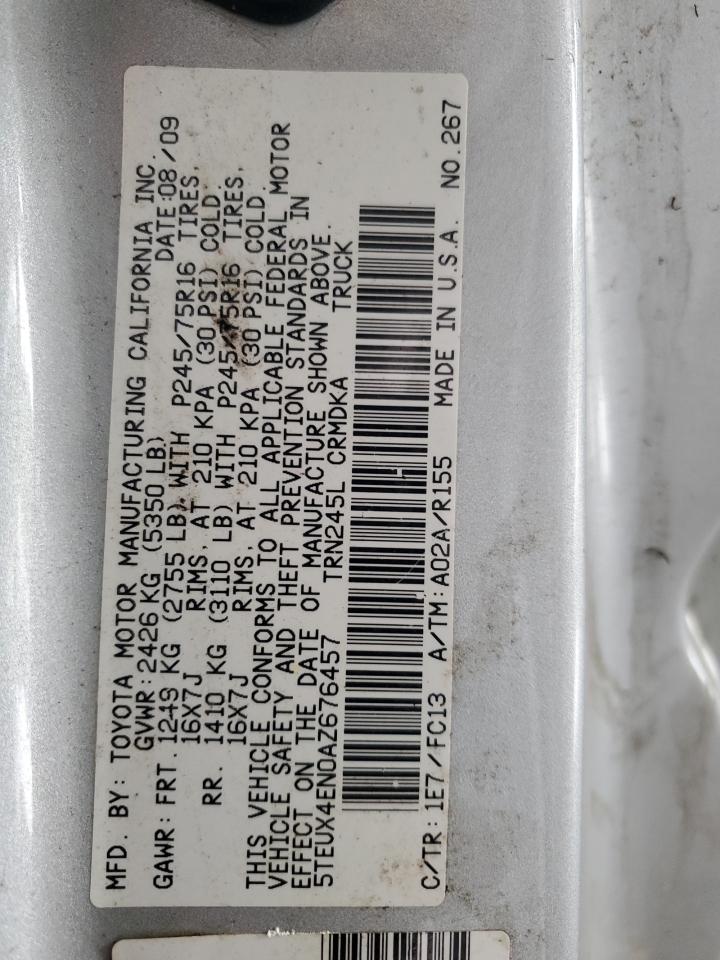 MFD. BY: TOYOTA MOTOR MANUFACTURING CALIFORNIA INC.
GVWR: 2426 KG (5350 LB) DATE: 08/09
GAWR: FRT. 1249 KG (2755 LB) WITH P245/75R16 TIRES,
16X7J RIMS, AT 210 KPA (30 PSI) COLD.
RR. 1410 KG (3110 LB) WITH P245/75R16 TIRES,
16X7J RIMS, AT 210 KPA (30 PSI) COLD.
THIS VEHICLE CONFORMS TO ALL APPLICABLE FEDERAL MOTOR
VEHICLE SAFETY AND THEFT PREVENTION STANDARDS IN
EFFECT ON THE DATE OF MANUFACTURE SHOWN ABOVE.
5TEUX4EN0AZ676457 TRN245L CRMDKA TRUCK
C/TR: 1E7/FC13 A/TM: A02A/R155 MADE IN U.S.A. NO.267